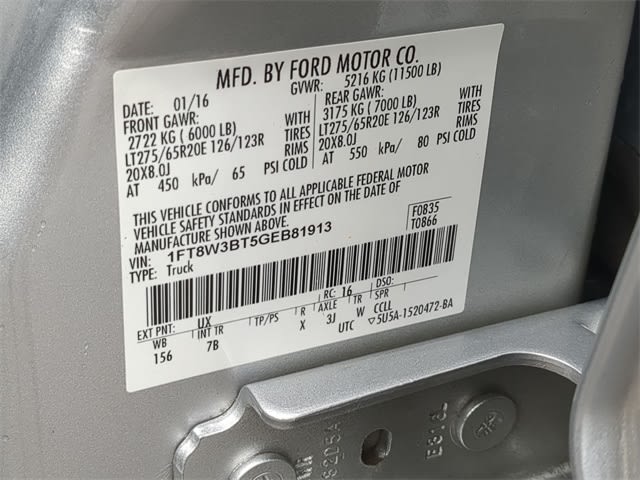 MFD. BY FORD MOTOR CO.
DATE: 01/16 GVWR: 5216 KG (11500 LB)
FRONT GAWR: REAR GAWR:
2722 KG ( 6000 LB) 3175 KG ( 7000 LB)
LT275/65R20E 126/123R TIRES LT275/65R20E 126/123R TIRES
20X8.0J RIMS 20X8.0J RIMS
AT 450 kPa/ 65 PSI COLD AT 550 kPa/ 80 PSI COLD
THIS VEHICLE CONFORMS TO ALL APPLICABLE FEDERAL MOTOR
VEHICLE SAFETY STANDARDS IN EFFECT ON THE DATE OF
MANUFACTURE SHOWN ABOVE.
VIN: 1FT8W3BT5GEB81913
TYPE: Truck
F0835
T0866
EXT PNT: UX RC: 16 DSO:
WB INT TR TP/PS R AXLE TR SPR
156 7B X 3J W CCLL
UTC ▽5U5A-1520472-BA